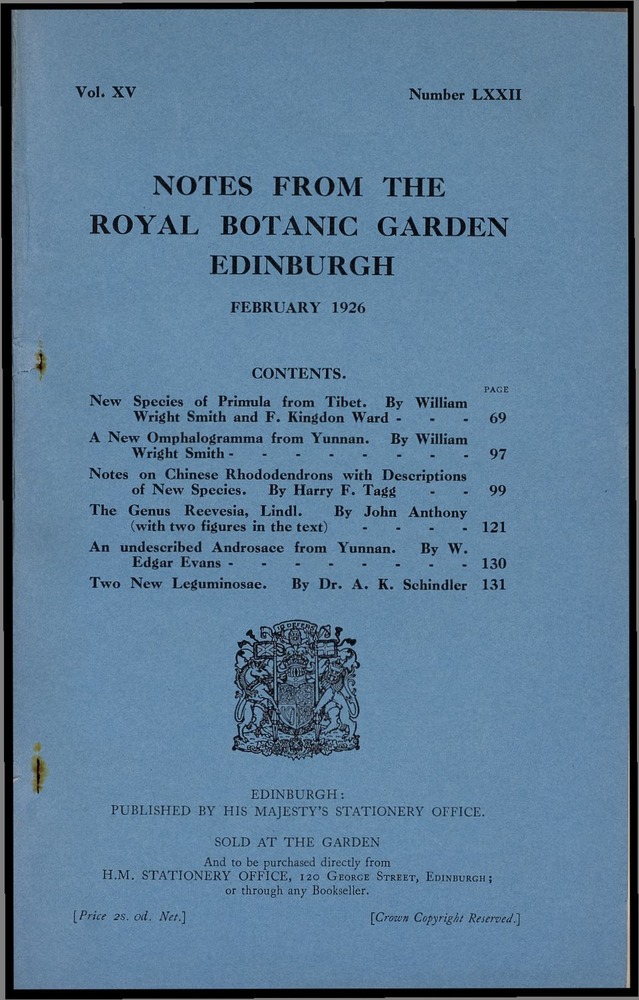 Vol. XV Number LXXII
NOTES FROM THE
ROYAL BOTANIC GARDEN
EDINBURGH
FEBRUARY 1926
CONTENTS.
PAGE
New Species of Primula from Tibet. By William
Wright Smith and F. Kingdon Ward - - - 69
A New Omphalogramma from Yunnan. By William
Wright Smith - - - - - - - - 97
Notes on Chinese Rhododendrons with Descriptions
of New Species. By Harry F. Tagg - - 99
The Genus Reevesia, Lindl. By John Anthony
(with two figures in the text) - - - - 121
An undescribed Androsace from Yunnan. By W.
Edgar Evans - - - - - - - - 130
Two New Leguminosae. By Dr. A. K. Schindler 131
IN DEFENS
EDINBURGH:
PUBLISHED BY HIS MAJESTY'S STATIONERY OFFICE.
SOLD AT THE GARDEN
And to be purchased directly from
H.M. STATIONERY OFFICE, 120 GEORGE STREET, EDINBURGH;
or through any Bookseller.
[Price 2s. 0d. Net.] [Crown Copyright Reserved.]